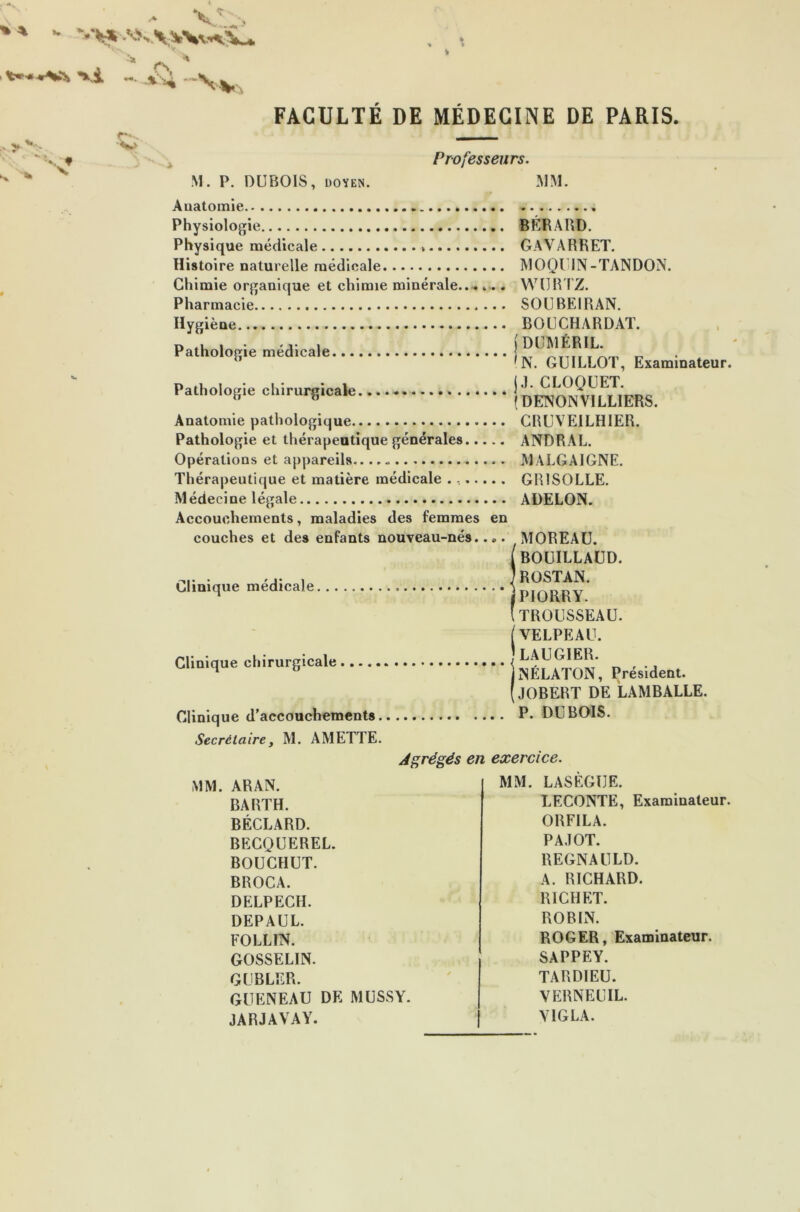 FACULTÉ DE MÉDECINE DE PARIS.
Professeurs.
M. P. DUBOIS, DOYEN. MM.
Anatomie.................................. .........
Physiologie............................... BÉRARD.
Physique médicale......................... GAVARRET.
Histoire naturelle médicale............... MOQUIN-TANDON.
Chimie organique et chimie minérale...... WURTZ.
Pharmacie................................. SOUBEIRAN.
Hygiène................................... BOUCHARDAT.
Pathologie médicale....................... { DUMÉRIL.
N. GUILLOT, Examinateur.
Pathologie chirurgicale................... { J. CLOQUET.
DENONVILLIERS.
Anatomie pathologique..................... CRUVEILHIER.
Pathologie et thérapeutique générales..... ANDRAL.
Opérations et appareils................... MALGAIGNE.
Thérapeutique et matière médicale........ GRISOLLE.
Médecine légale........................... ADELON.
Accouchements, maladies des femmes en
couches et des enfants nouveau-nés.... MOREAU.
Clinique médicale......................... { BOUILLAUD.
ROSTAN.
PIORRY.
TROUSSEAU.
Clinique chirurgicale..................... { VELPEAU.
LAUGIER.
NÉLATON, Président.
JOBERT DE LAMBALLE.
Clinique d'accouchements.............. P. DUBOIS.
Secrétaire, M. AMETTE.
Agrégés en exercice.
MM. ARAN.
BARTH.
BÉCLARD.
BECQUEREL.
BOUCHUT.
BROCA.
DELPECH.
DEPAUL.
FOLLIN.
GOSSELIN.
GUBLER.
GUENEAU DE MUSSY.
JARJAVAY.
MM. LASÈGUE.
LECONTE, Examinateur.
ORFILA.
PAJOT.
REGNAULD.
A. RICHARD.
RICHET.
ROBIN.
ROGER, Examinateur.
SAPPEY.
TARDIEU.
VERNEUIL.
VIGLA.